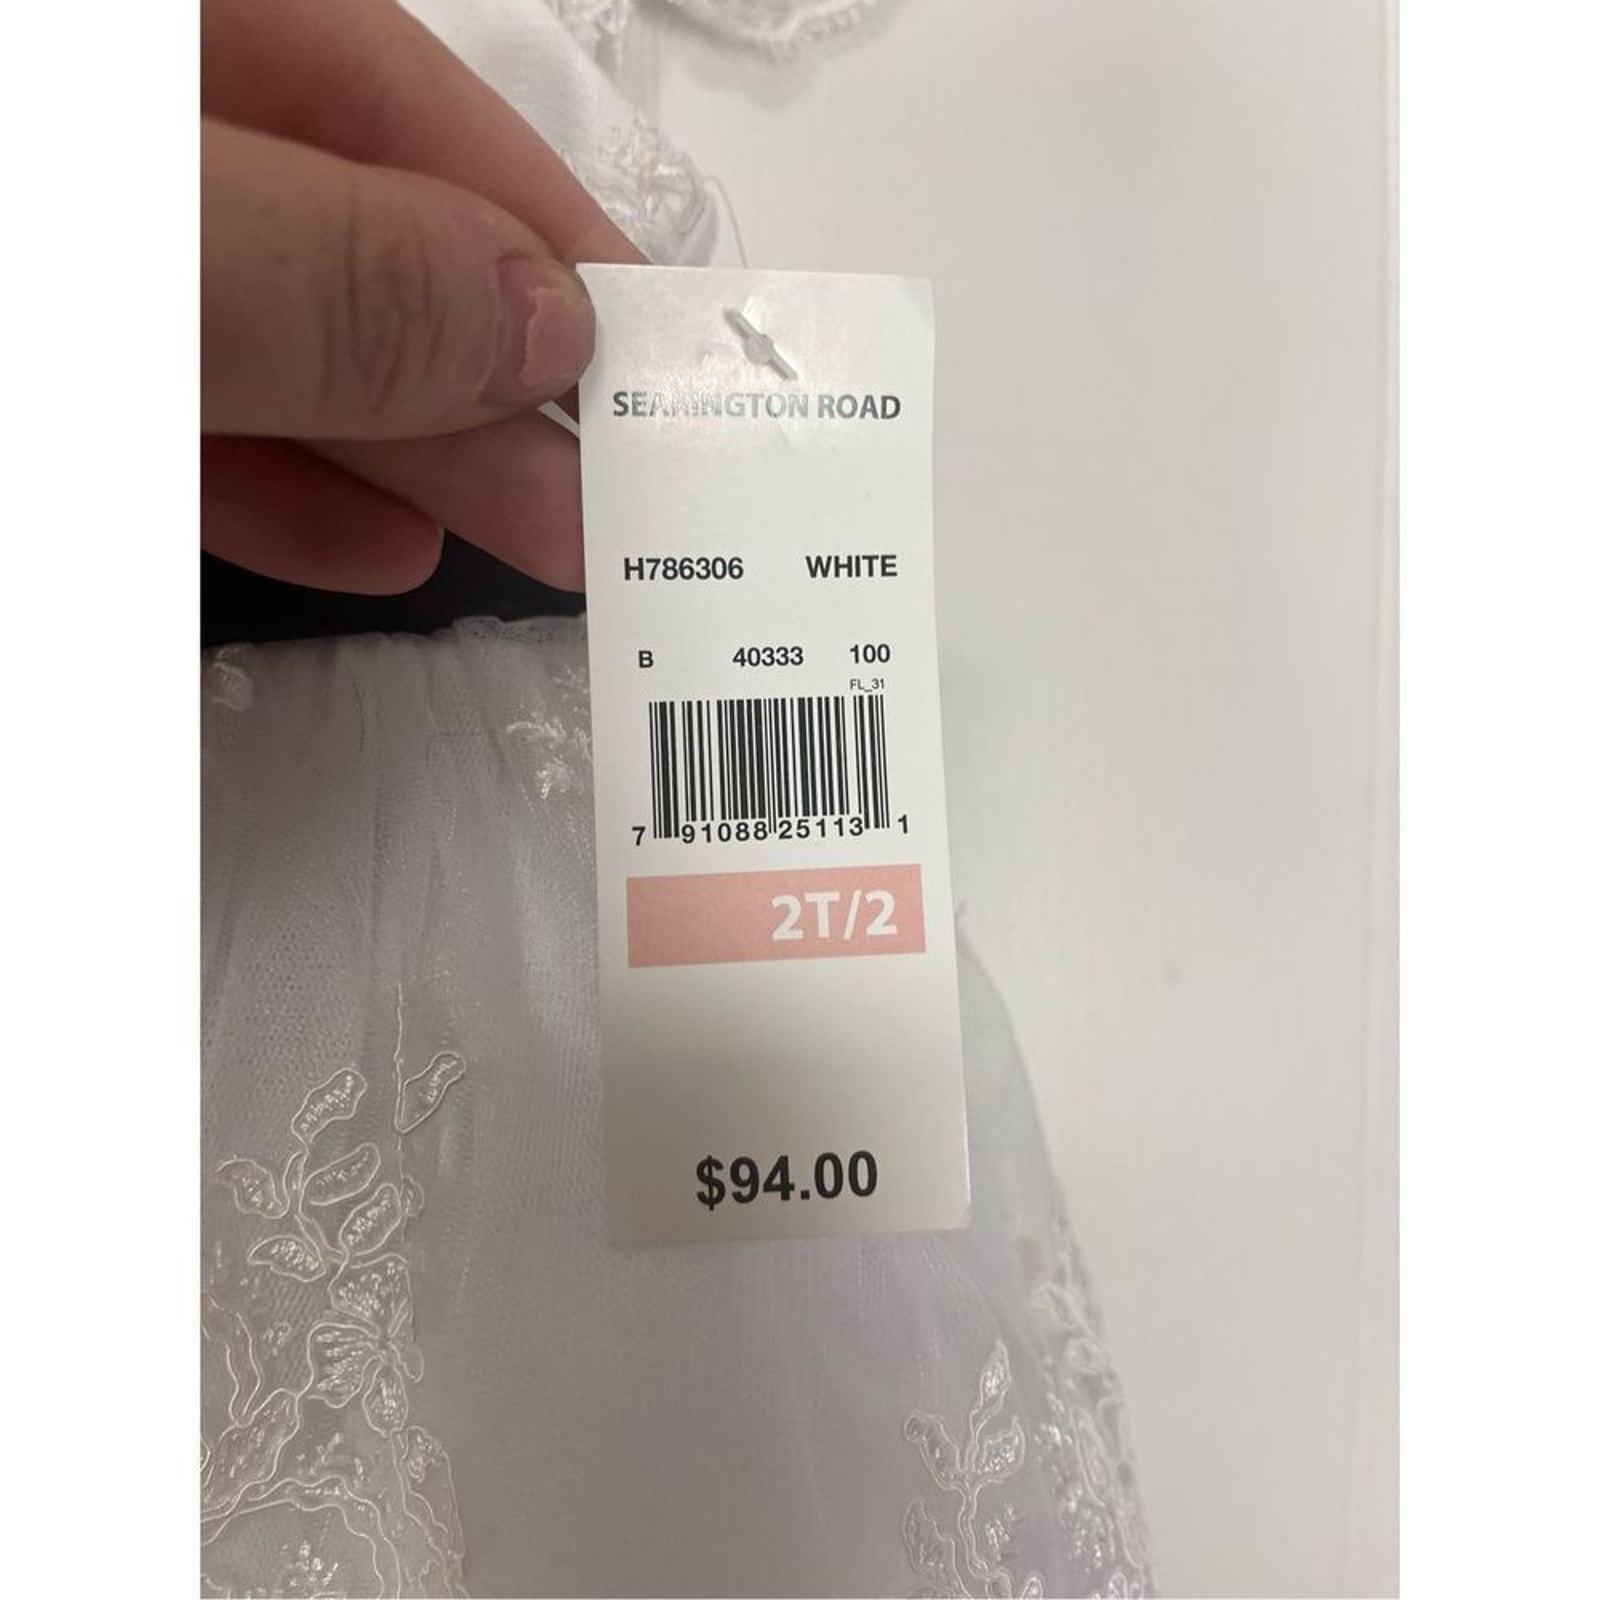 SEARINGTON ROAD
H786306 WHITE
B 40333 100
FL_31
7 91088 25113 1
2T/2
$94.00